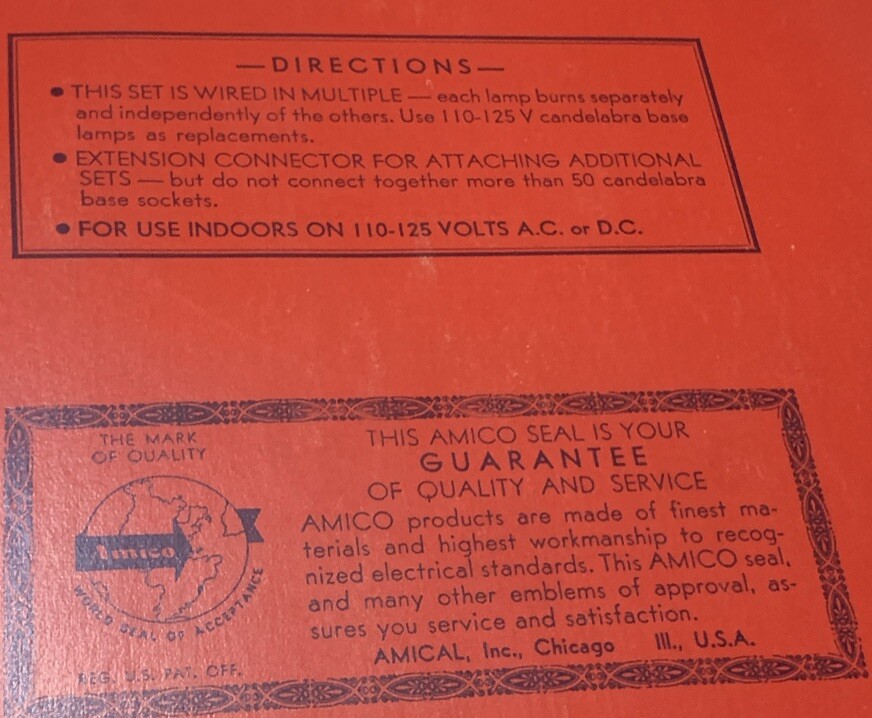 —DIRECTIONS—
● THIS SET IS WIRED IN MULTIPLE — each lamp burns separately
and independently of the others. Use 110-125 V candelabra base
lamps as replacements.
● EXTENSION CONNECTOR FOR ATTACHING ADDITIONAL
SETS — but do not connect together more than 50 candelabra
base sockets.
● FOR USE INDOORS ON 110-125 VOLTS A.C. or D.C.
THE MARK
OF QUALITY
Amico
WORLD SEAL OF ACCEPTANCE
REG. U.S. PAT. OFF.
THIS AMICO SEAL IS YOUR
GUARANTEE
OF QUALITY AND SERVICE
AMICO products are made of finest ma-
terials and highest workmanship to recog-
nized electrical standards. This AMICO seal,
and many other emblems of approval, as-
sures you service and satisfaction.
AMICAL, Inc., Chicago Ill., U.S.A.